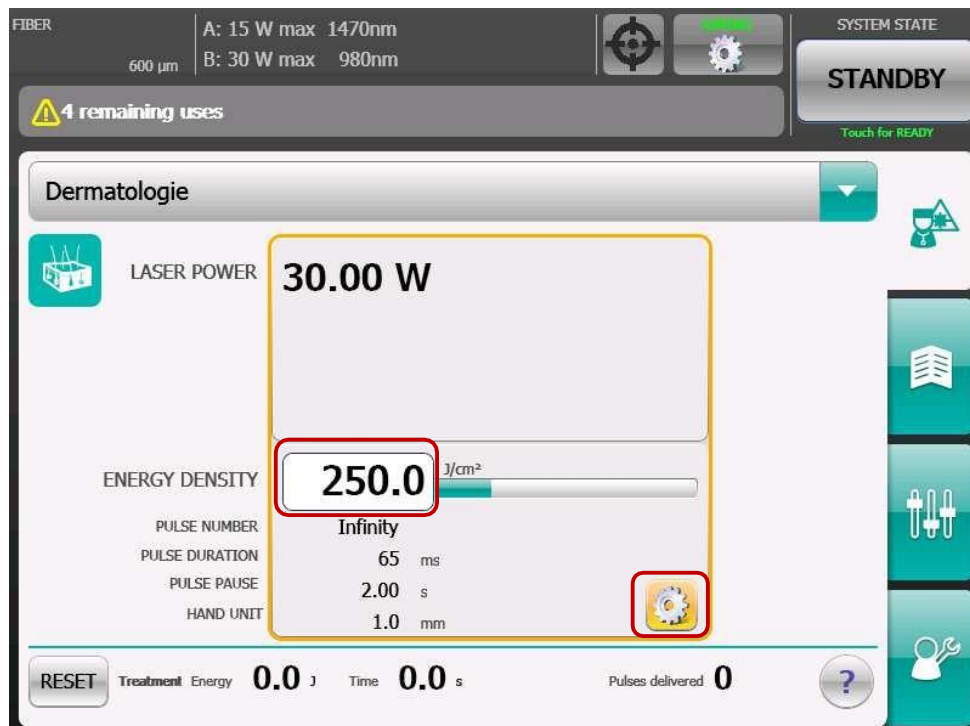 FIBER
600 µm
A: 15 W max 1470nm
B: 30 W max 980nm
SYSTEM STATE
STANDBY
Touch for READY
4 remaining uses
Dermatologie
LASER POWER 30.00 W
ENERGY DENSITY 250.0 J/cm²
PULSE NUMBER Infinity
PULSE DURATION 65 ms
PULSE PAUSE 2.00 s
HAND UNIT 1.0 mm
RESET Treatment Energy 0.0 J Time 0.0 s Pulses delivered 0 ?